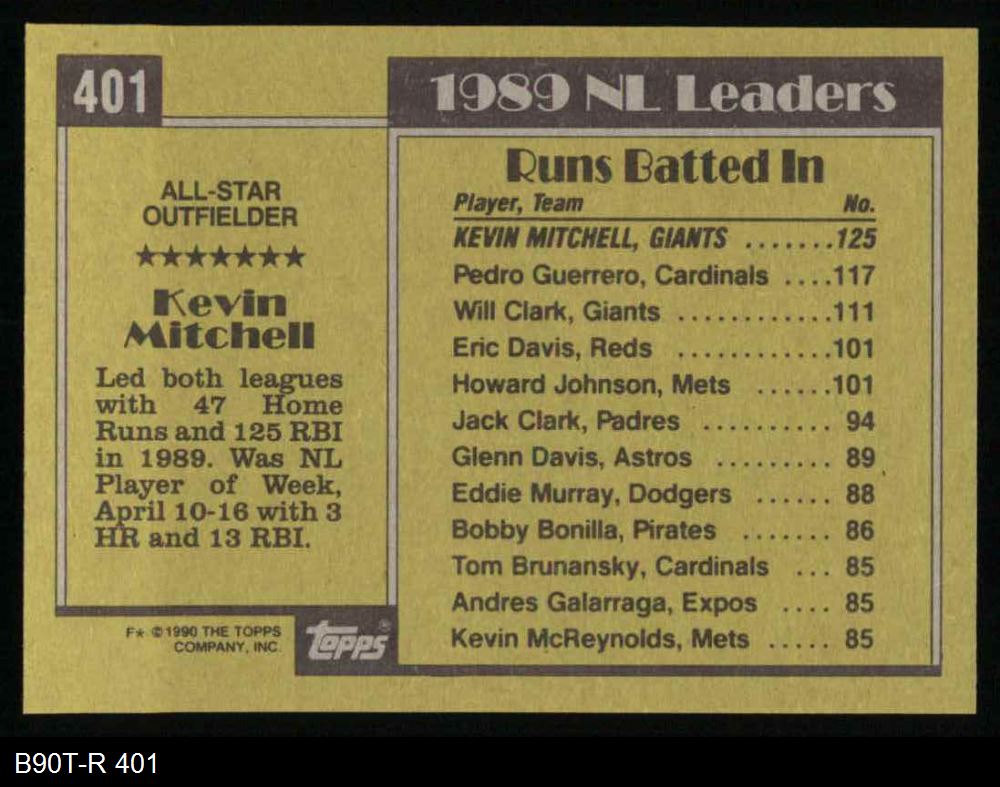 401
ALL-STAR
OUTFIELDER
★★★★★★★
Kevin
Mitchell
Led both leagues
with 47 Home
Runs and 125 RBI
in 1989. Was NL
Player of Week,
April 10-16 with 3
HR and 13 RBI.
F★ ©1990 THE TOPPS
COMPANY, INC.
topps®
1989 NL Leaders
Runs Batted In
Player, Team No.
KEVIN MITCHELL, GIANTS .......125
Pedro Guerrero, Cardinals ....117
Will Clark, Giants ............111
Eric Davis, Reds ............101
Howard Johnson, Mets ......101
Jack Clark, Padres .......... 94
Glenn Davis, Astros ......... 89
Eddie Murray, Dodgers ...... 88
Bobby Bonilla, Pirates ....... 86
Tom Brunansky, Cardinals ... 85
Andres Galarraga, Expos .... 85
Kevin McReynolds, Mets ..... 85
B90T-R 401